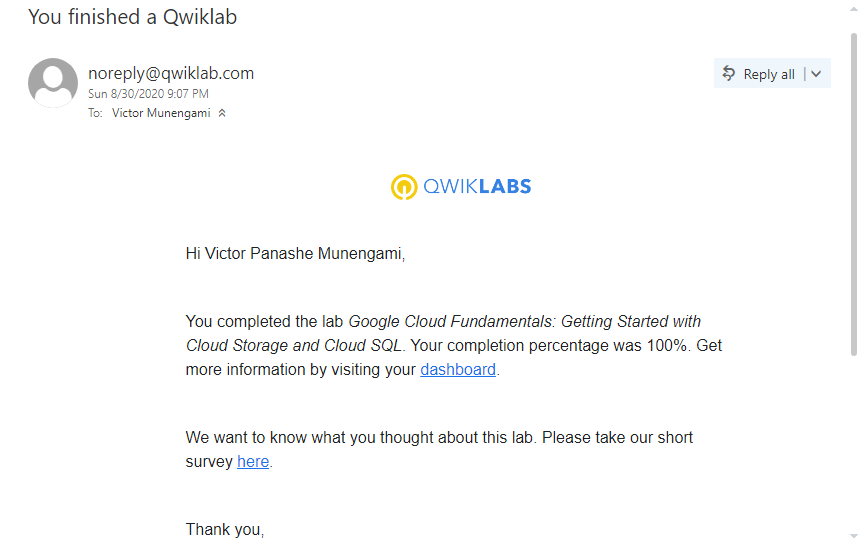 You finished a Qwiklab
noreply@qwiklab.com
Reply all
Sun 8/30/2020 9:07 PM
To: Victor Munengami
QWIKLABS
Hi Victor Panashe Munengami,
You completed the lab Google Cloud Fundamentals: Getting Started with
Cloud Storage and Cloud SQL. Your completion percentage was 100%. Get
more information by visiting your dashboard.
We want to know what you thought about this lab. Please take our short
survey here.
Thank you,